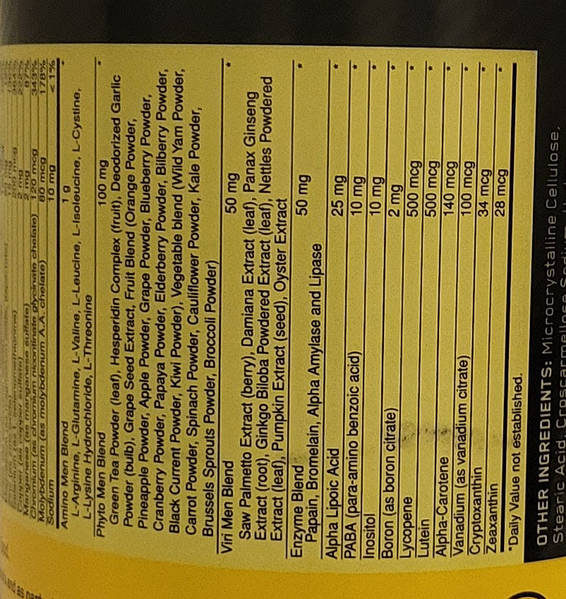 Manganese (as manganese sulfate) 2 mg 87%
Chromium (as chromium nicotinate glycinate chelate) 120 mcg 343%
Molybdenum (as molybdenum A.A. chelate) 80 mcg 178%
Sodium 10 mg < 1%
Amino Men Blend 1 g *
L-Arginine, L-Glutamine, L-Valine, L-Leucine, L-Isoleucine, L-Cystine,
L-Lysine Hydrochloride, L-Threonine
Phyto Men Blend 100 mg *
Green Tea Powder (leaf), Hesperidin Complex (fruit), Deodorized Garlic
Powder (bulb), Grape Seed Extract, Fruit Blend (Orange Powder,
Pineapple Powder, Apple Powder, Grape Powder, Blueberry Powder,
Cranberry Powder, Papaya Powder, Elderberry Powder, Bilberry Powder,
Black Current Powder, Kiwi Powder), Vegetable blend (Wild Yam Powder,
Carrot Powder, Spinach Powder, Cauliflower Powder, Kale Powder,
Brussels Sprouts Powder, Broccoli Powder)
Viri Men Blend 50 mg *
Saw Palmetto Extract (berry), Damiana Extract (leaf), Panax Ginseng
Extract (root), Ginkgo Biloba Powdered Extract (leaf), Nettles Powdered
Extract (leaf), Pumpkin Extract (seed), Oyster Extract
Enzyme Blend 50 mg *
Papain, Bromelain, Alpha Amylase and Lipase
Alpha Lipoic Acid 25 mg *
PABA (para-amino benzoic acid) 10 mg *
Inositol 10 mg *
Boron (as boron citrate) 2 mg *
Lycopene 500 mcg *
Lutein 500 mcg *
Alpha-Carotene 140 mcg *
Vanadium (as vanadium citrate) 100 mcg *
Cryptoxanthin 34 mcg *
Zeaxanthin 28 mcg *
*Daily Value not established.
OTHER INGREDIENTS: Microcrystalline Cellulose,
Stearic Acid, Croscarmellose Sodium,